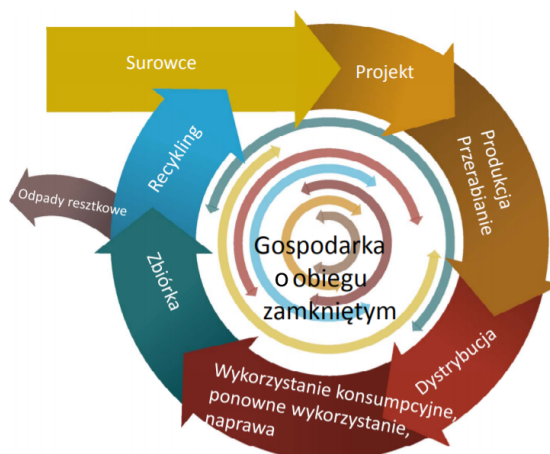 Surowce
Projekt
Produkcja
Przerabianie
Dystrybucja
Wykorzystanie konsumpcyjne,
ponowne wykorzystanie,
naprawa
Zbiórka
Recykling
Odpady resztkowe
Gospodarka
o obiegu
zamkniętym